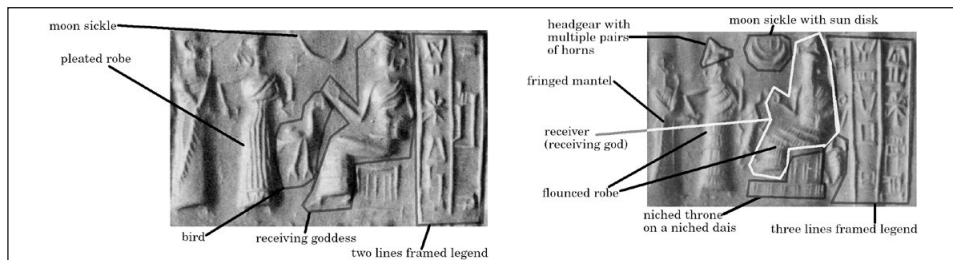 moon sickle
pleated robe
bird
receiving goddess
two lines framed legend
headgear with
multiple pairs
of horns
moon sickle with sun disk
fringed mantel
receiver
(receiving god)
flounced robe
niched throne
on a niched dais
three lines framed legend